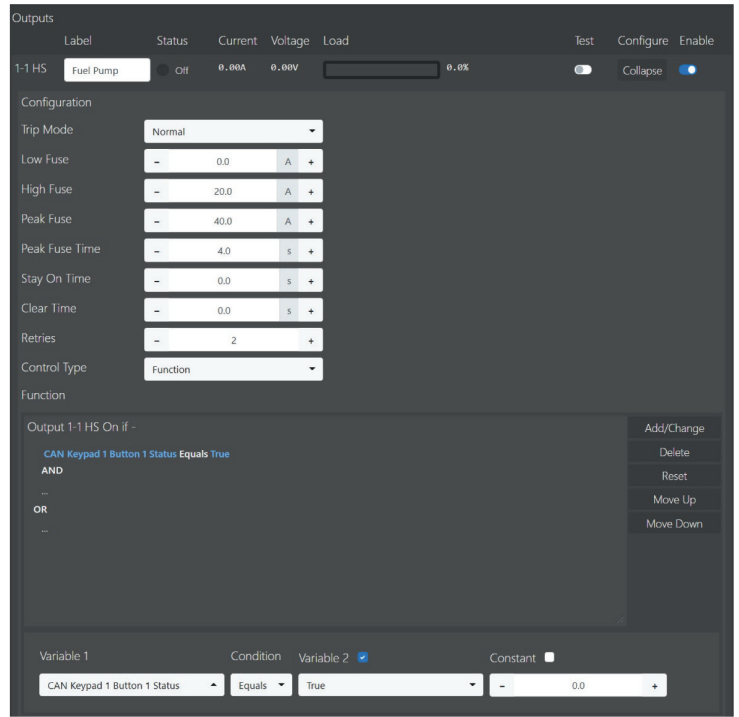 Outputs
Label Status Current Voltage Load Test Configure Enable
1-1 HS Fuel Pump Off 0.00A 0.00V 0.0% Collapse
Configuration
Trip Mode Normal
Low Fuse - 0.0 A +
High Fuse - 20.0 A +
Peak Fuse - 40.0 A +
Peak Fuse Time - 4.0 s +
Stay On Time - 0.0 s +
Clear Time - 0.0 s +
Retries - 2 +
Control Type Function
Function
Output 1-1 HS On if - Add/Change
CAN Keypad 1 Button 1 Status Equals True Delete
AND Reset
... Move Up
OR
... Move Down
Variable 1 Condition Variable 2 Constant
CAN Keypad 1 Button 1 Status Equals True - 0.0 +